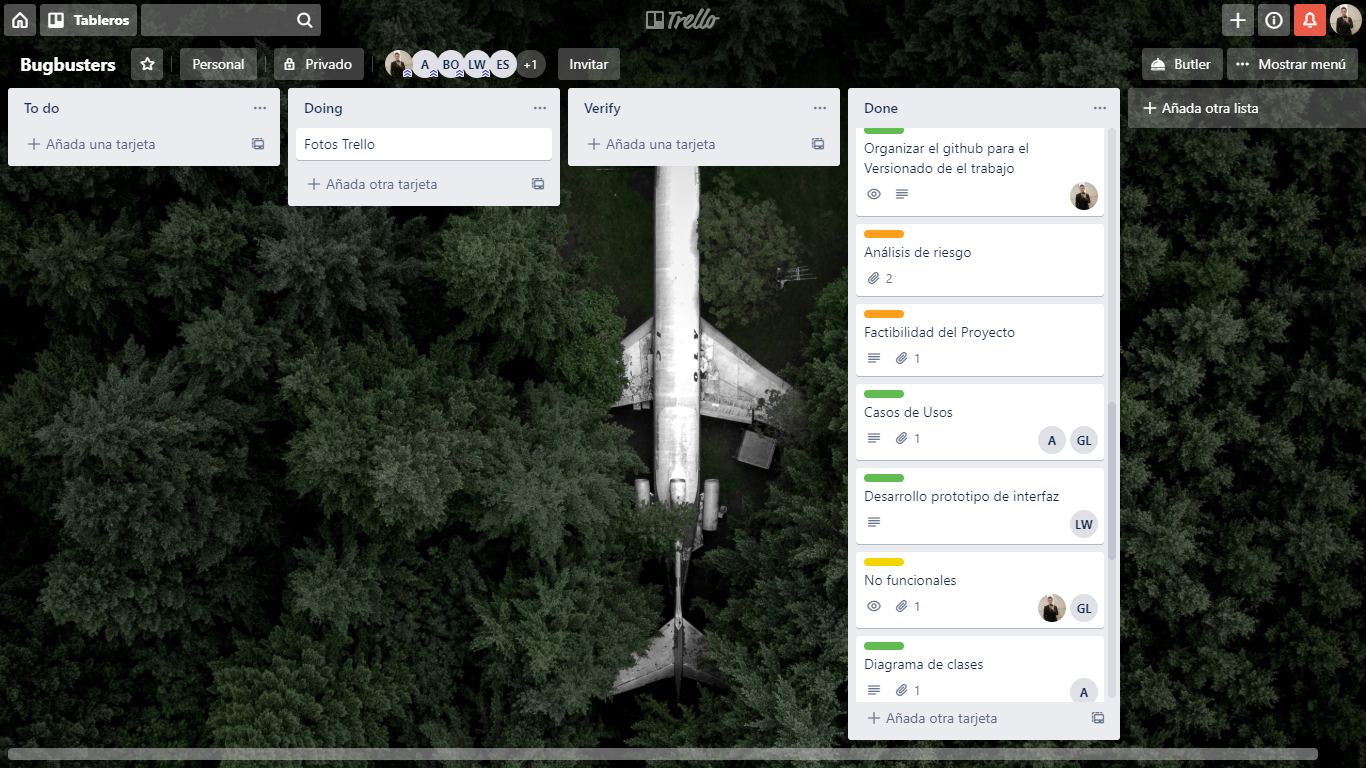 Tableros
Trello
Bugbusters
Personal
Privado
A
BO
LW
ES
+1
Invitar
Butler
Mostrar menú
To do
Añada una tarjeta
Doing
Fotos Trello
Añada otra tarjeta
Verify
Añada una tarjeta
Done
Organizar el github para el
Versionado de el trabajo
Análisis de riesgo
2
Factibilidad del Proyecto
1
Casos de Usos
1
A
GL
Desarrollo prototipo de interfaz
LW
No funcionales
1
GL
Diagrama de clases
1
A
Añada otra tarjeta
Añada otra lista